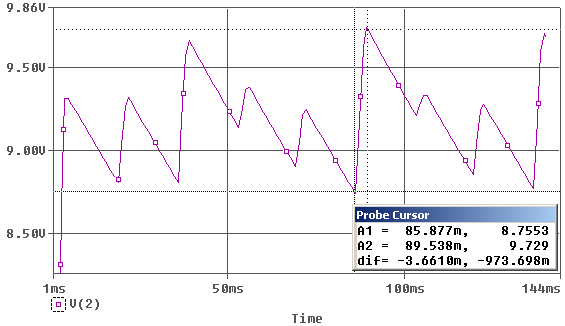 9.86V
9.50V
9.00V
8.50V
Probe Cursor
A1 = 85.877m, 8.7553
A2 = 89.538m, 9.729
dif= -3.6610m, -973.698m
1ms 50ms 100ms 144ms
V(2)
Time